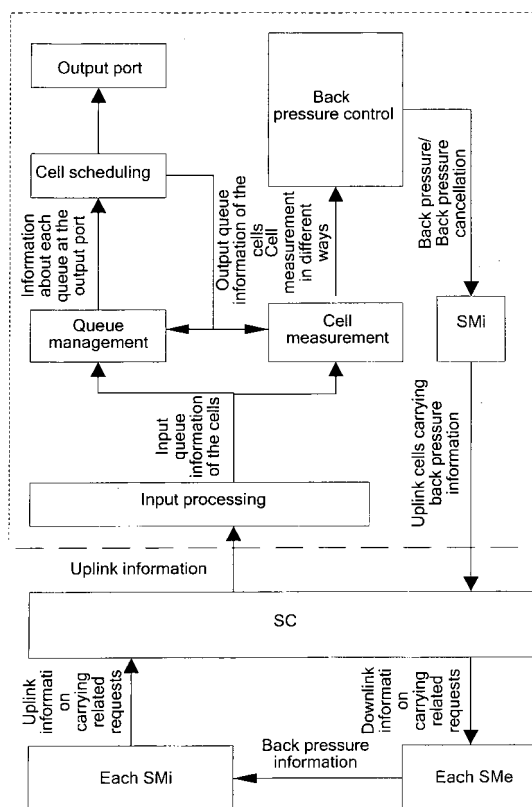 Output port
Back
pressure control
Cell scheduling
Information
about each
queue at the
output port
Output queue
information of the
cells
Cell
measurement
in different
ways
Back pressure/
Back pressure
cancellation
Queue
management
Cell
measurement
SMi
Input
queue
information
of the cells
Uplink cells carrying
back pressure
information
Input processing
Uplink information
SC
Uplink
informati
on
carrying
related
requests
Downlink
informati
on
carrying
related
requests
Back pressure
information
Each SMi
Each SMe